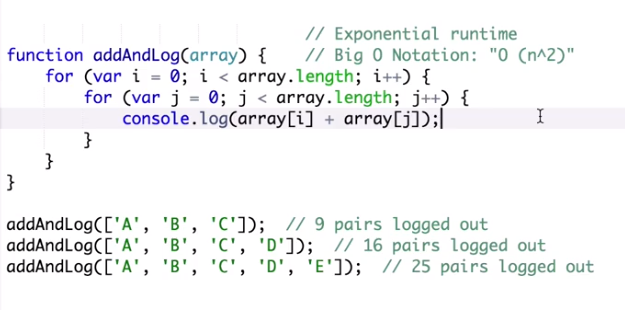 // Exponential runtime
function addAndLog(array) {    // Big O Notation: "O (n^2)"
    for (var i = 0; i < array.length; i++) {
        for (var j = 0; j < array.length; j++) {
            console.log(array[i] + array[j]);
        }
    }
}
addAndLog(['A', 'B', 'C']);  // 9 pairs logged out
addAndLog(['A', 'B', 'C', 'D']);  // 16 pairs logged out
addAndLog(['A', 'B', 'C', 'D', 'E']);  // 25 pairs logged out